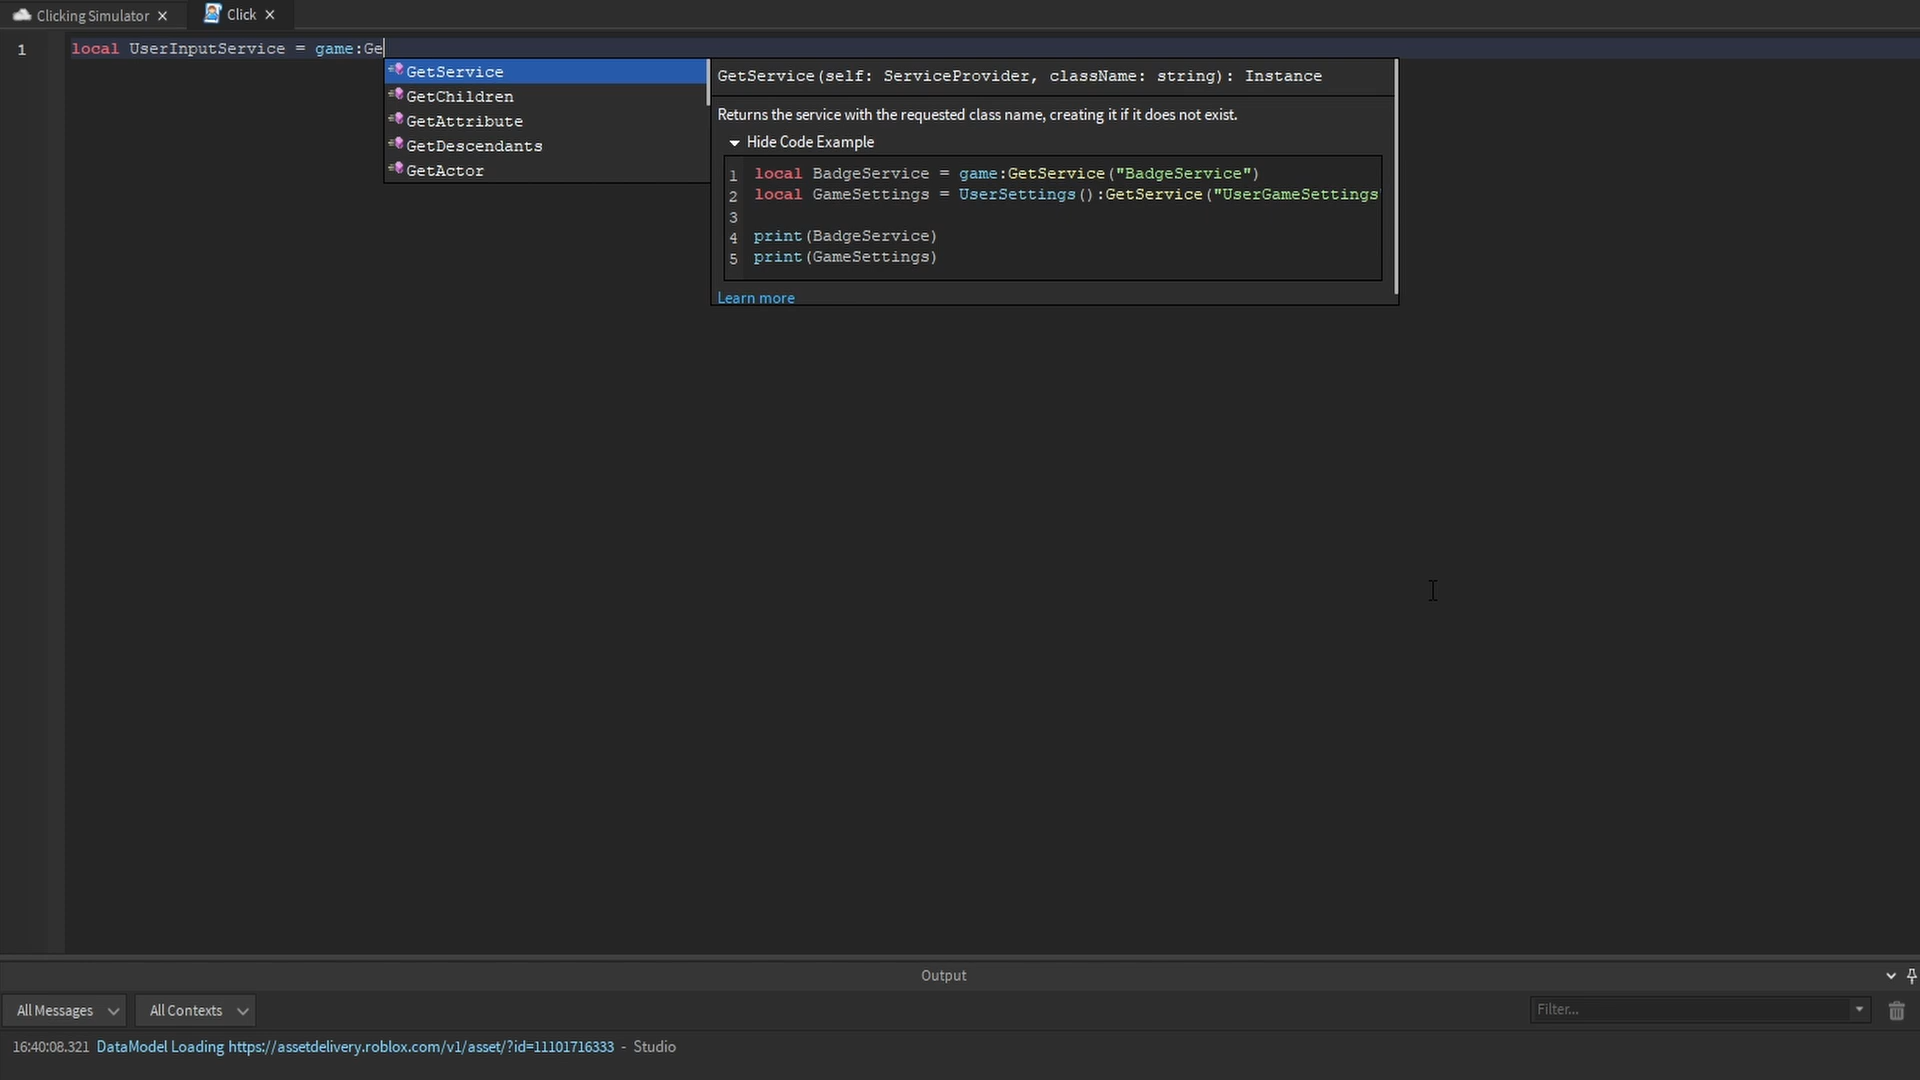 Clicking Simulator
Click
1 local UserInputService = game:Ge
GetService
GetChildren
GetAttribute
GetDescendants
GetActor
GetService(self: ServiceProvider, className: string): Instance
Returns the service with the requested class name, creating it if it does not exist.
Hide Code Example
1 local BadgeService = game:GetService("BadgeService")
2 local GameSettings = UserSettings():GetService("UserGameSettings
3
4 print(BadgeService)
5 print(GameSettings)
Learn more
Output
All Messages All Contexts Filter...
16:40:08.321 DataModel Loading https://assetdelivery.roblox.com/v1/asset/?id=11101716333 - Studio